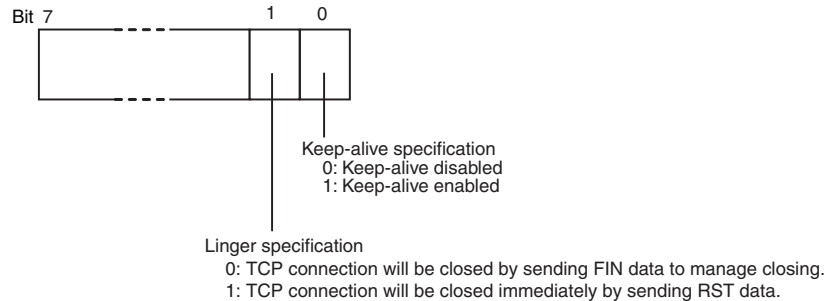 Bit 7 1 0
Keep-alive specification
0: Keep-alive disabled
1: Keep-alive enabled
Linger specification
0: TCP connection will be closed by sending FIN data to manage closing.
1: TCP connection will be closed immediately by sending RST data.